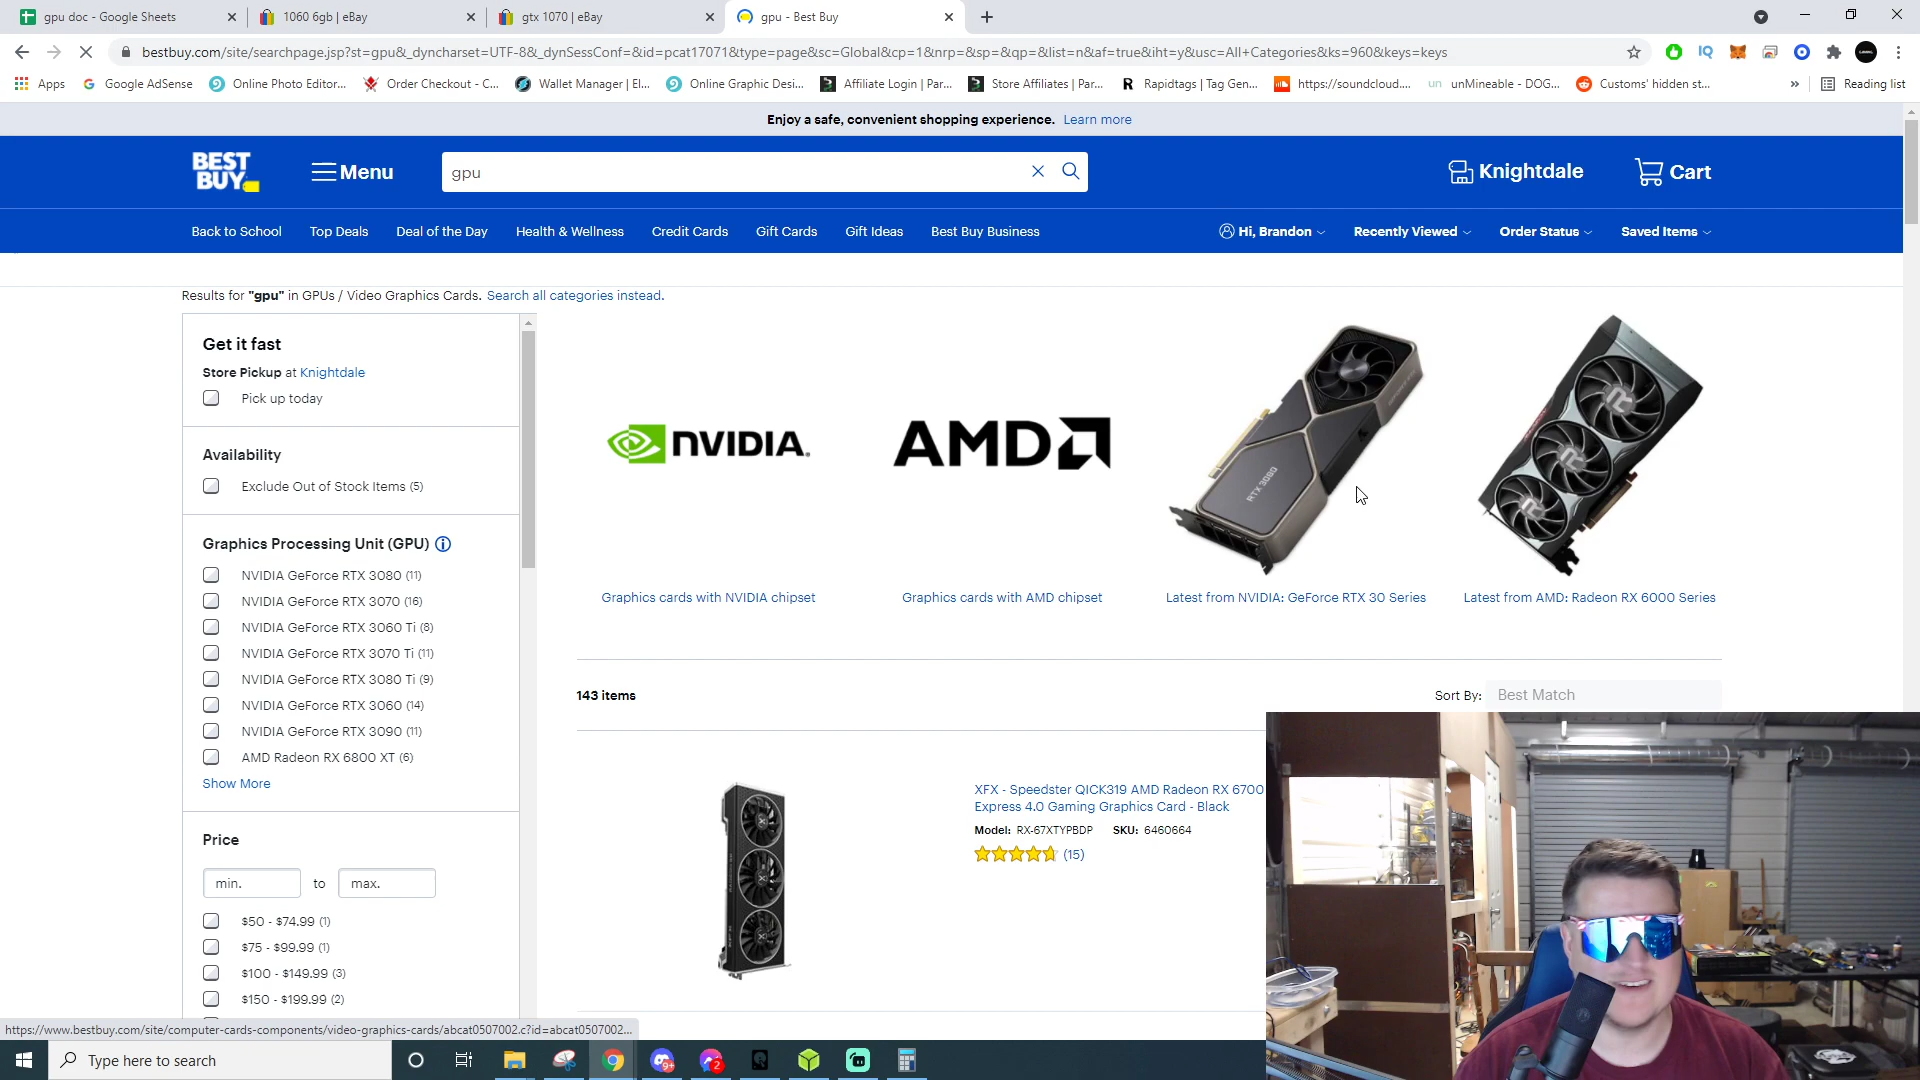 gpu doc - Google Sheets
1060 6gb | eBay
gtx 1070 | eBay
gpu - Best Buy
bestbuy.com/site/searchpage.jsp?st=gpu&_dyncharset=UTF-8&_dynSessConf=&id=pcat17071&type=page&sc=Global&cp=1&nrp=&sp=&qp=&list=n&af=true&iht=y&usc=All+Categories&ks=960&keys=keys
Apps
Google AdSense
Online Photo Editor...
Order Checkout - C...
Wallet Manager | El...
Online Graphic Desi...
Affiliate Login | Par...
Store Affiliates | Par...
Rapidtags | Tag Gen...
https://soundcloud....
unMineable - DOG...
Customs' hidden st...
»
Reading list
Enjoy a safe, convenient shopping experience. Learn more
BEST
BUY
Menu
gpu
Knightdale
Cart
Back to School
Top Deals
Deal of the Day
Health & Wellness
Credit Cards
Gift Cards
Gift Ideas
Best Buy Business
Hi, Brandon
Recently Viewed
Order Status
Saved Items
Results for "gpu" in GPUs / Video Graphics Cards. Search all categories instead.
Get it fast
Store Pickup at Knightdale
Pick up today
Availability
Exclude Out of Stock Items (5)
Graphics Processing Unit (GPU)
NVIDIA GeForce RTX 3080 (11)
NVIDIA GeForce RTX 3070 (16)
NVIDIA GeForce RTX 3060 Ti (8)
NVIDIA GeForce RTX 3070 Ti (11)
NVIDIA GeForce RTX 3080 Ti (9)
NVIDIA GeForce RTX 3060 (14)
NVIDIA GeForce RTX 3090 (11)
AMD Radeon RX 6800 XT (6)
Show More
Price
min.
to
max.
$50 - $74.99 (1)
$75 - $99.99 (1)
$100 - $149.99 (3)
$150 - $199.99 (2)
NVIDIA.
AMD
RTX 3080
Graphics cards with NVIDIA chipset
Graphics cards with AMD chipset
Latest from NVIDIA: GeForce RTX 30 Series
Latest from AMD: Radeon RX 6000 Series
143 items
Sort By:
Best Match
XFX - Speedster QICK319 AMD Radeon RX 6700
Express 4.0 Gaming Graphics Card - Black
Model: RX-67XTYPBDP SKU: 6460664
(15)
https://www.bestbuy.com/site/computer-cards-components/video-graphics-cards/abcat0507002.c?id=abcat0507002...
Type here to search
9+
2